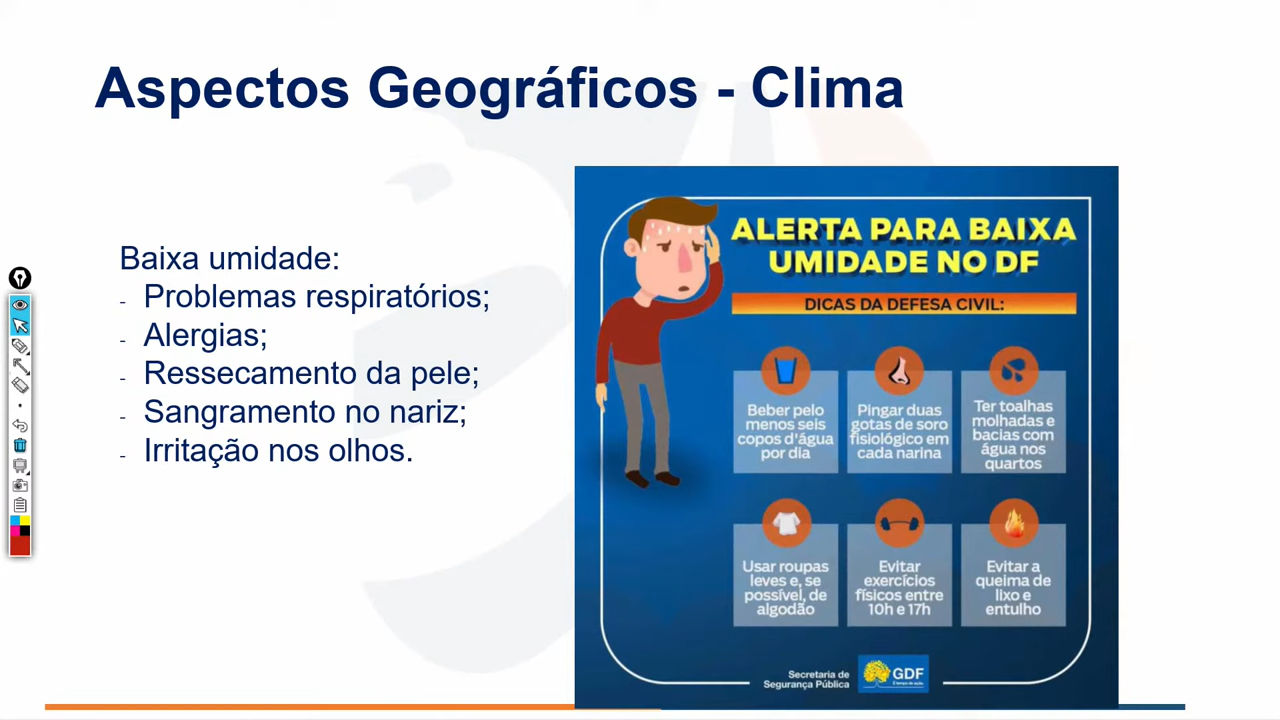 Aspectos Geográficos - Clima
Baixa umidade:
- Problemas respiratórios;
- Alergias;
- Ressecamento da pele;
- Sangramento no nariz;
- Irritação nos olhos.
ALERTA PARA BAIXA
UMIDADE NO DF
DICAS DA DEFESA CIVIL:
Beber pelo
menos seis
copos d'água
por dia
Pingar duas
gotas de soro
fisiológico em
cada narina
Ter toalhas
molhadas e
bacias com
água nos
quartos
Usar roupas
leves e, se
possível, de
algodão
Evitar
exercícios
físicos entre
10h e 17h
Evitar a
queima de
lixo e
entulho
Secretaria de
Segurança Pública
GDF